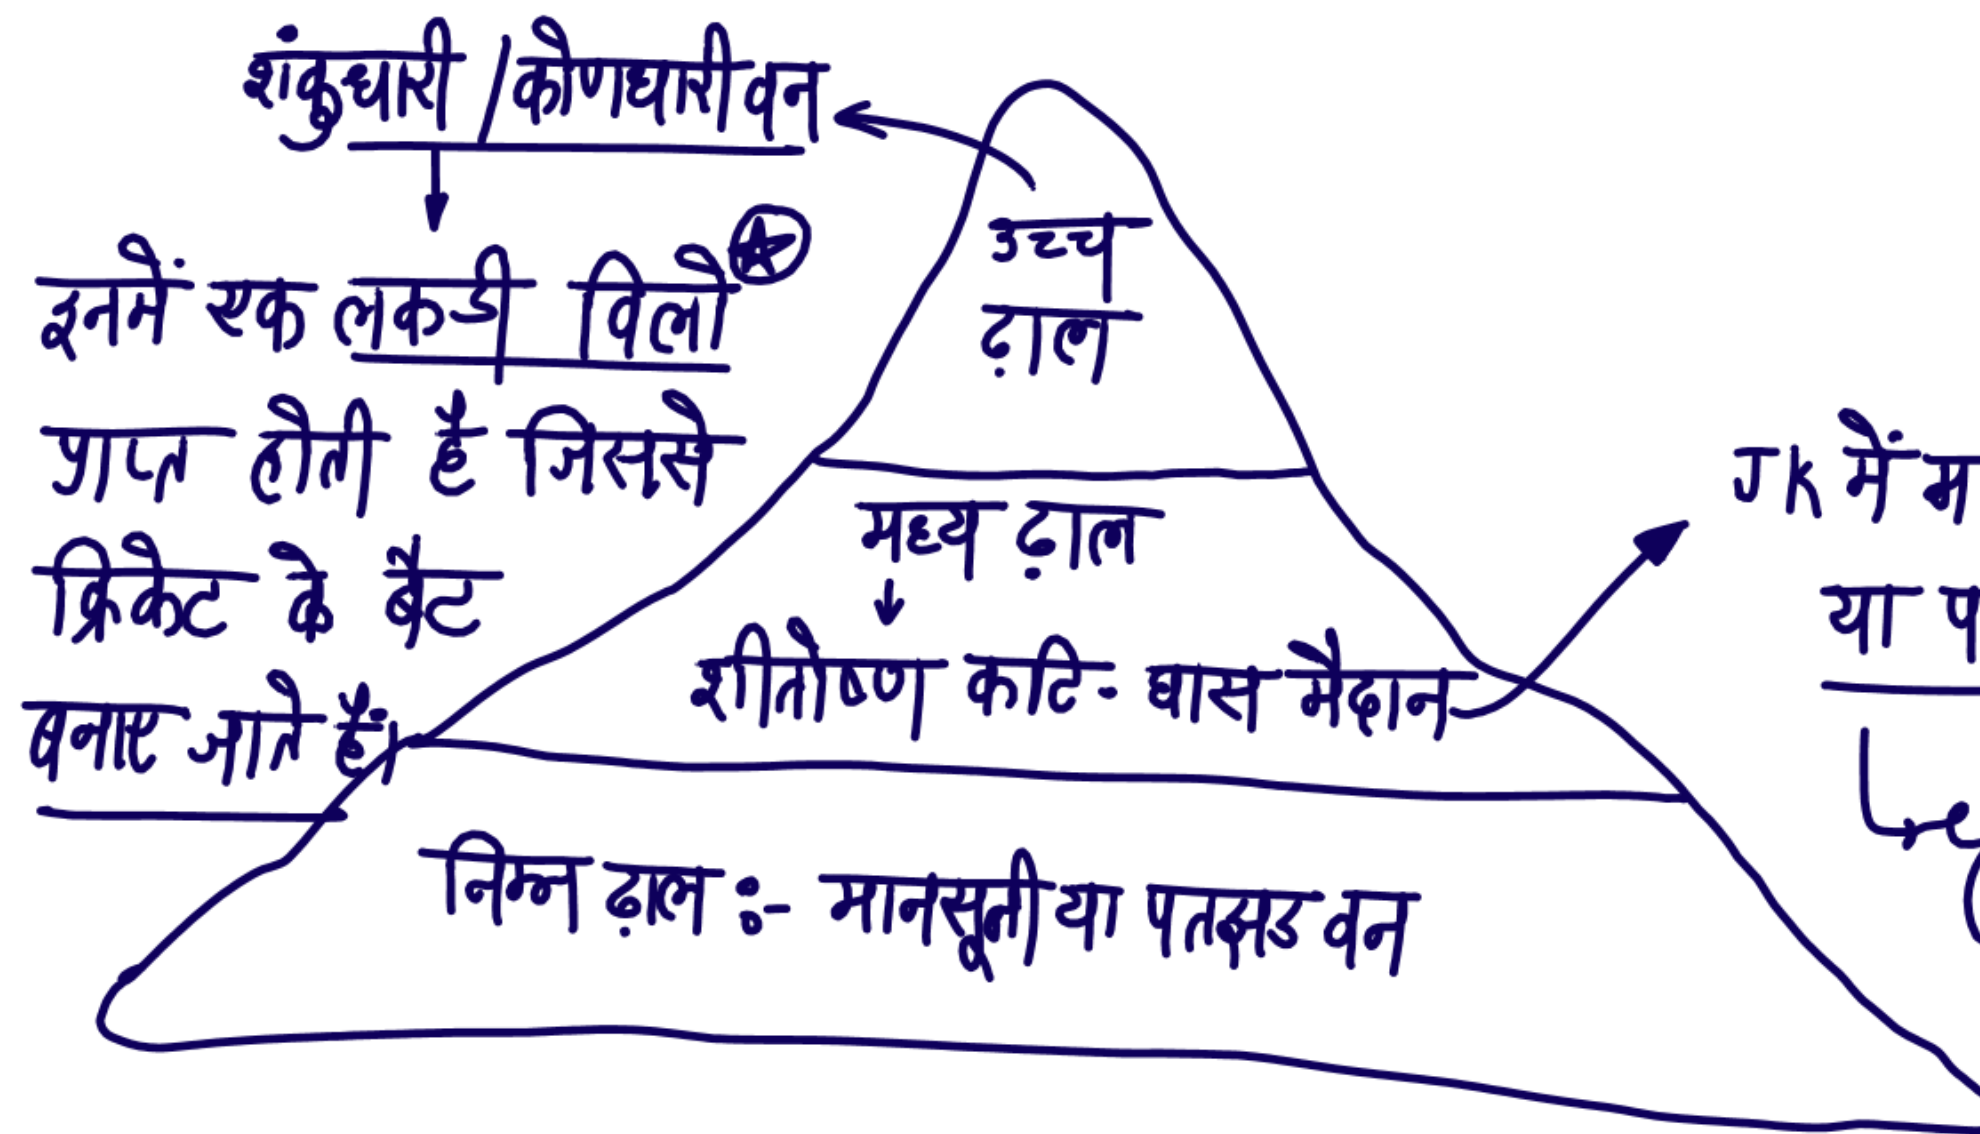 शंकुधारी / कोणधारी वन
इनमें एक लकडी विलो
प्राप्त होती है जिससे
क्रिकेट के बैट
बनाए जाते हैं।
उच्च
ढ़ाल
मध्य ढ़ाल
शीतोष्ण कटि- घास मैदान
निम्न ढ़ाल :- मानसूनी या पतझड वन
JK में म
या प